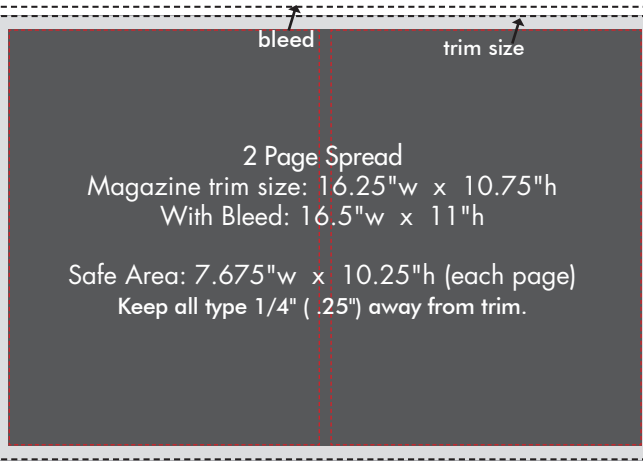 bleed
trim size
2 Page Spread
Magazine trim size: 16.25"w x 10.75"h
With Bleed: 16.5"w x 11"h
Safe Area: 7.675"w x 10.25"h (each page)
Keep all type 1/4" ( .25") away from trim.